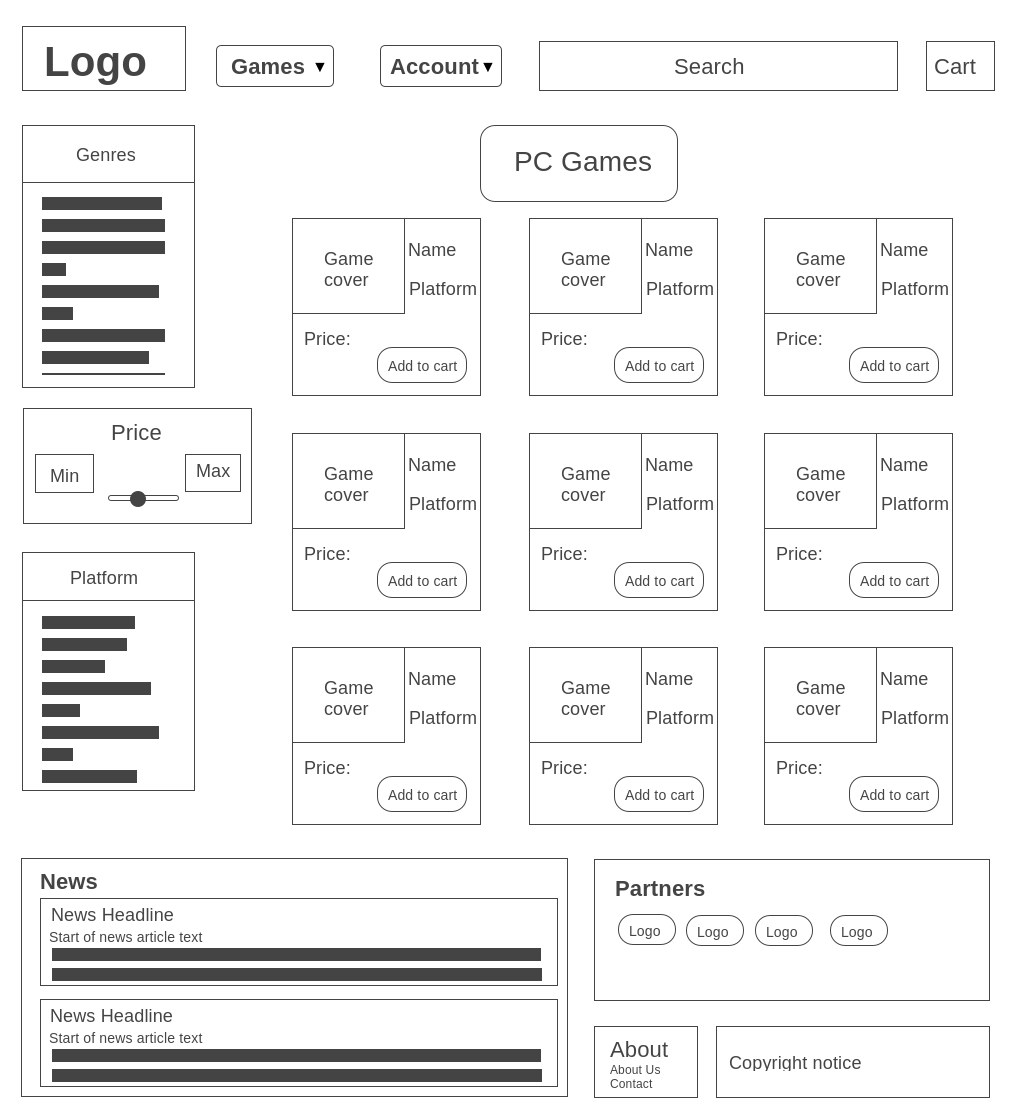 Logo
Games ▼
Account ▼
Search
Cart
Genres
Price
Min
Max
Platform
PC Games
Game
cover
Name
Platform
Price:
Add to cart
Game
cover
Name
Platform
Price:
Add to cart
Game
cover
Name
Platform
Price:
Add to cart
Game
cover
Name
Platform
Price:
Add to cart
Game
cover
Name
Platform
Price:
Add to cart
Game
cover
Name
Platform
Price:
Add to cart
Game
cover
Name
Platform
Price:
Add to cart
Game
cover
Name
Platform
Price:
Add to cart
Game
cover
Name
Platform
Price:
Add to cart
News
News Headline
Start of news article text
News Headline
Start of news article text
Partners
Logo
Logo
Logo
Logo
About
About Us
Contact
Copyright notice